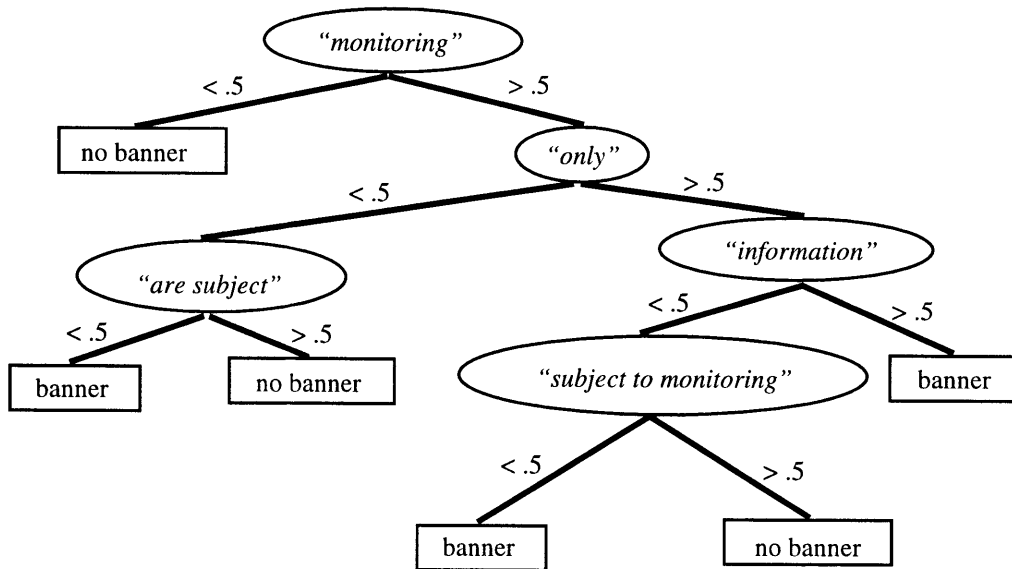 “monitoring”
< .5
> .5
no banner
“only”
< .5
> .5
“are subject”
“information”
< .5
> .5
< .5
> .5
banner
no banner
“subject to monitoring”
banner
< .5
> .5
banner
no banner